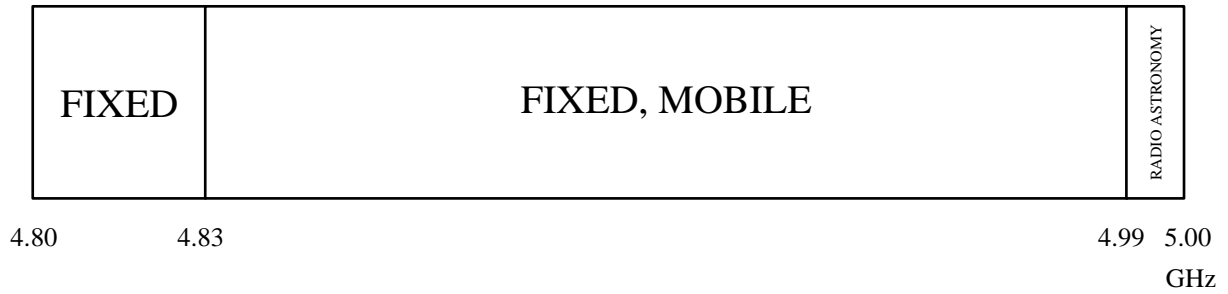 FIXED
FIXED, MOBILE
RADIO ASTRONOMY
4.80
4.83
4.99
5.00
GHz